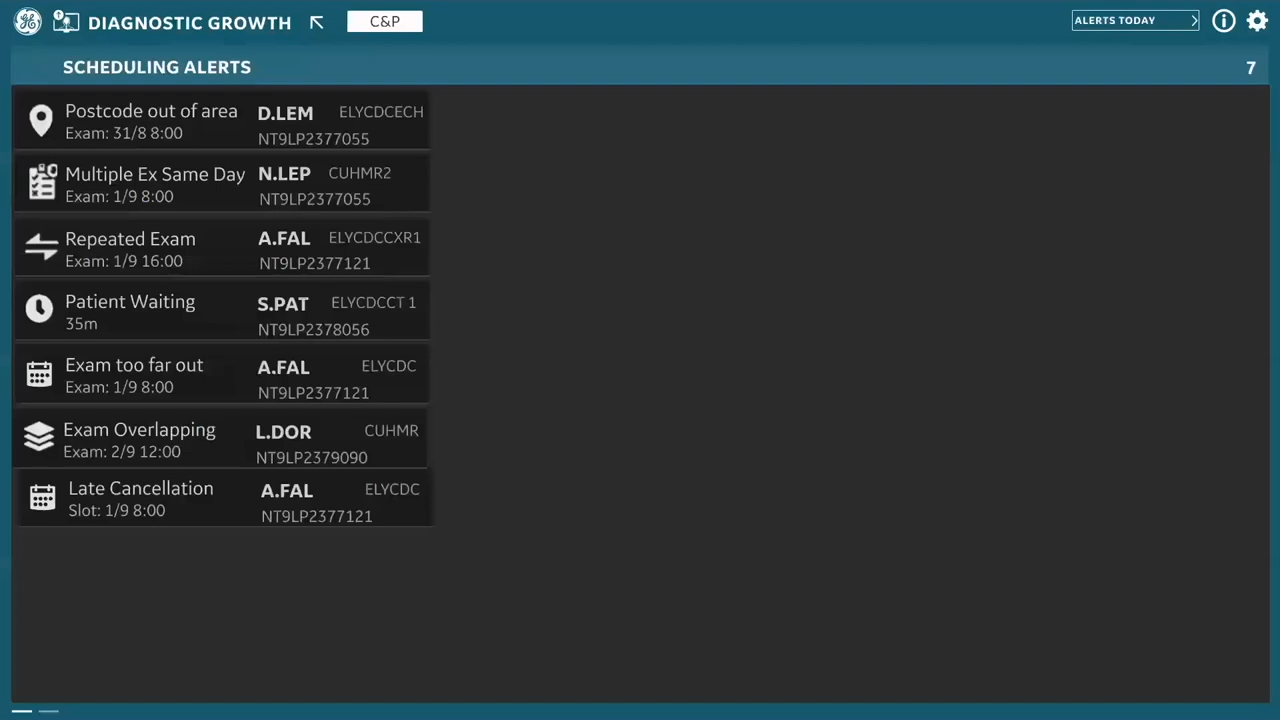 DIAGNOSTIC GROWTH
C&P
ALERTS TODAY
SCHEDULING ALERTS 7
Postcode out of area D.LEM ELYCDCECH
Exam: 31/8 8:00 NT9LP2377055
Multiple Ex Same Day N.LEP CUHMR2
Exam: 1/9 8:00 NT9LP2377055
Repeated Exam A.FAL ELYCDCCXR1
Exam: 1/9 16:00 NT9LP2377121
Patient Waiting S.PAT ELYCDCCT 1
35m NT9LP2378056
Exam too far out A.FAL ELYCDC
Exam: 1/9 8:00 NT9LP2377121
Exam Overlapping L.DOR CUHMR
Exam: 2/9 12:00 NT9LP2379090
Late Cancellation A.FAL ELYCDC
Slot: 1/9 8:00 NT9LP2377121